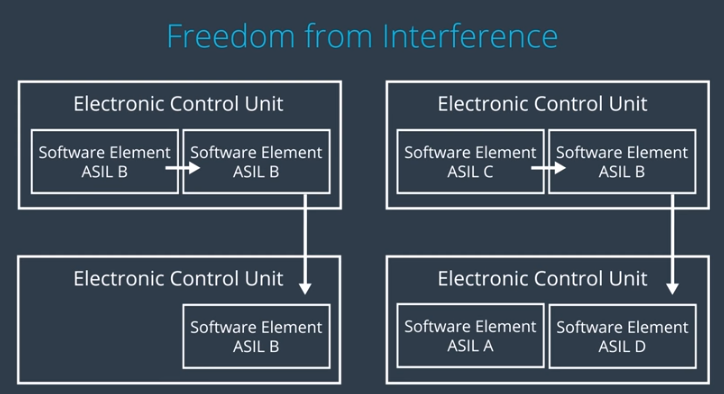 Freedom from Interference
Electronic Control Unit
Software Element
ASIL B
Software Element
ASIL B
Electronic Control Unit
Software Element
ASIL C
Software Element
ASIL B
Electronic Control Unit
Software Element
ASIL B
Electronic Control Unit
Software Element
ASIL A
Software Element
ASIL D